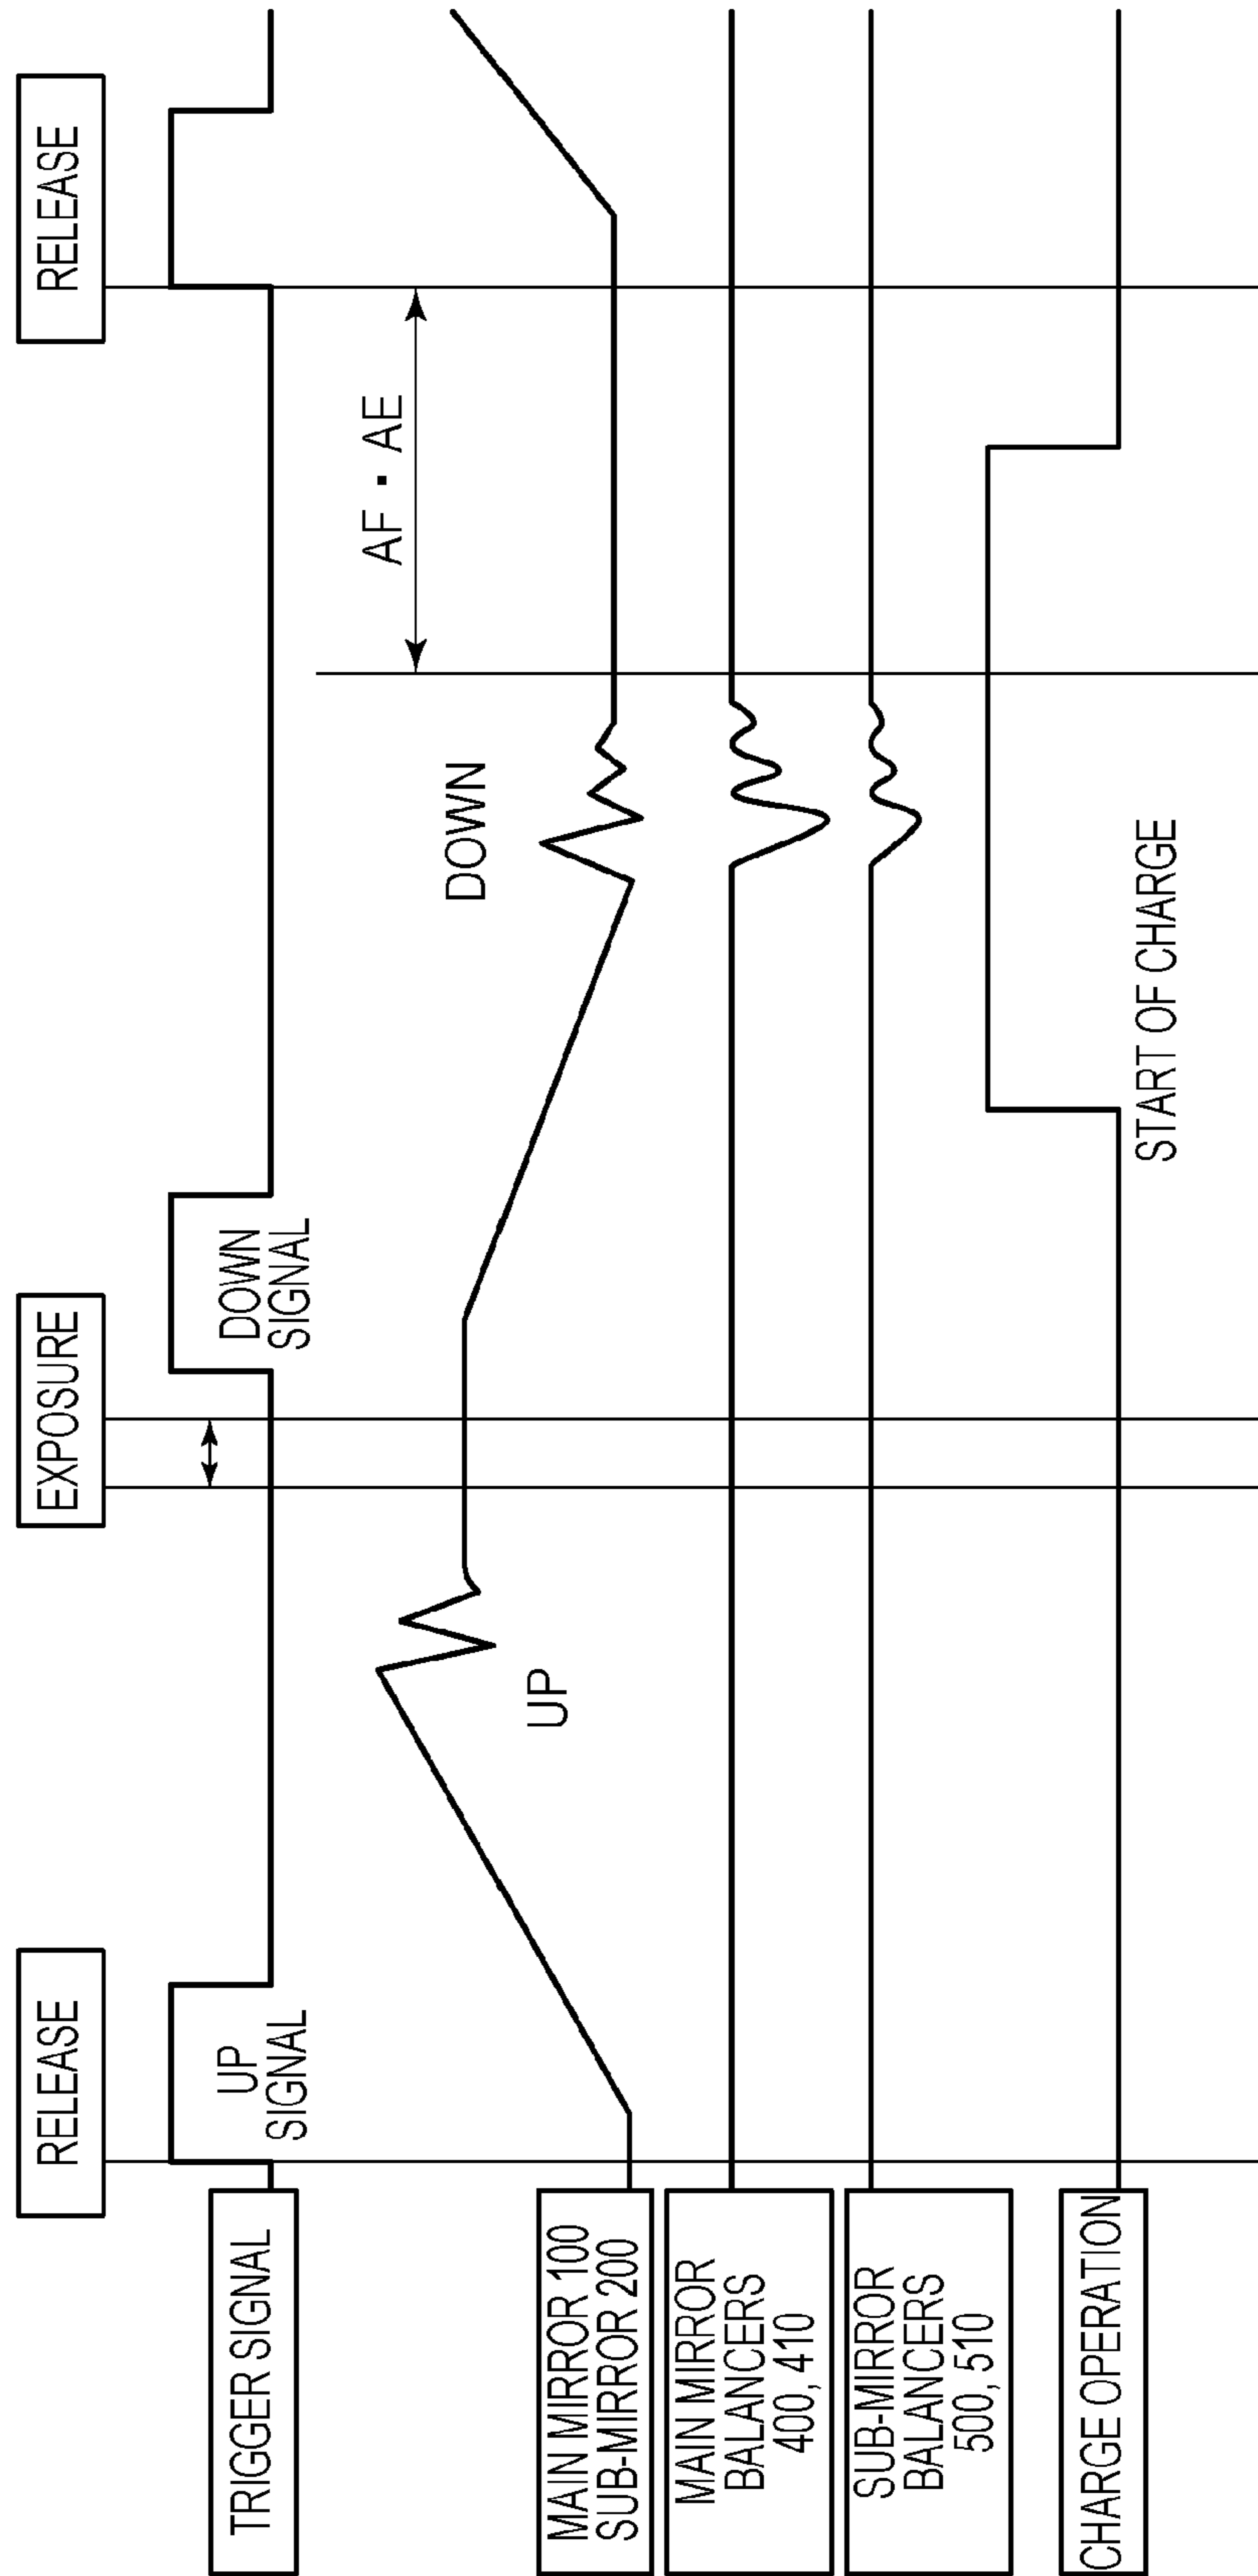 RELEASE
EXPOSURE
RELEASE
TRIGGER SIGNAL
UP
SIGNAL
DOWN
SIGNAL
AF・AE
MAIN MIRROR 100
SUB-MIRROR 200
UP
DOWN
MAIN MIRROR
BALANCERS
400, 410
SUB-MIRROR
BALANCERS
500, 510
CHARGE OPERATION
START OF CHARGE